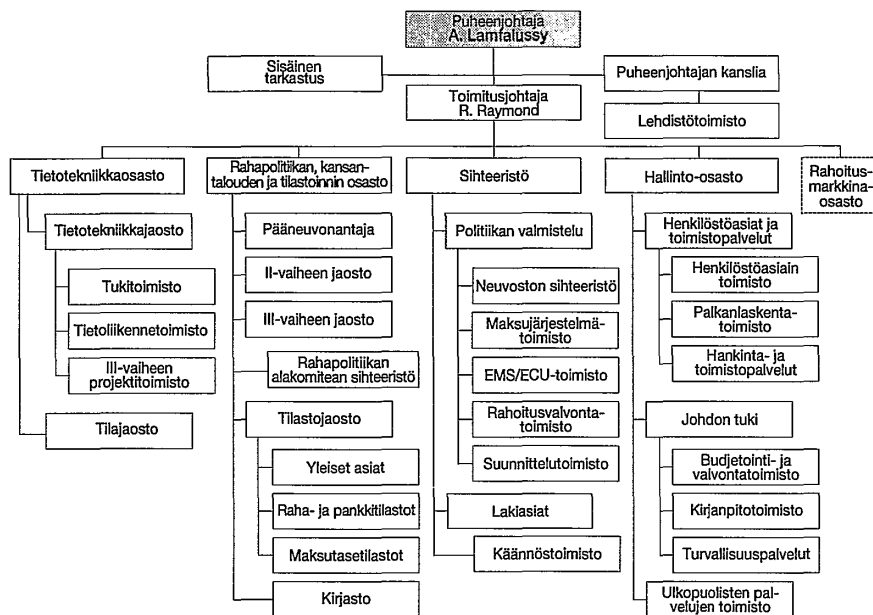 Puheenjohtaja
A. Lamfalussy
Sisäinen
tarkastus
Puheenjohtajan kanslia
Toimitusjohtaja
R. Raymond
Lehdistötoimisto
Tietotekniikkaosasto
Tietotekniikkajaosto
Tukitoimisto
Tietoliikennetoimisto
III-vaiheen
projektitoimisto
Tilajaosto
Rahapolitiikan, kansan-
talouden ja tilastoinnin osasto
Pääneuvonantaja
II-vaiheen jaosto
III-vaiheen jaosto
Rahapolitiikan
alakomitean sihteeristö
Tilastojaosto
Yleiset asiat
Raha- ja pankkitilastot
Maksutasetilastot
Kirjasto
Sihteeristö
Politiikan valmistelu
Neuvoston sihteeristö
Maksujärjestelmä-
toimisto
EMS/ECU-toimisto
Rahoitusvalvonta-
toimisto
Suunnittelutoimisto
Lakiasiat
Käännöstoimisto
Hallinto-osasto
Henkilöstöasiat ja
toimistopalvelut
Henkilöstöasiain
toimisto
Palkanlaskenta-
toimisto
Hankinta- ja
toimistopalvelut
Johdon tuki
Budjetointi- ja
valvontatoimisto
Kirjanpitotoimisto
Turvallisuuspalvelut
Ulkopuolisten pal-
velujen toimisto
Rahoitus-
markkina-
osasto